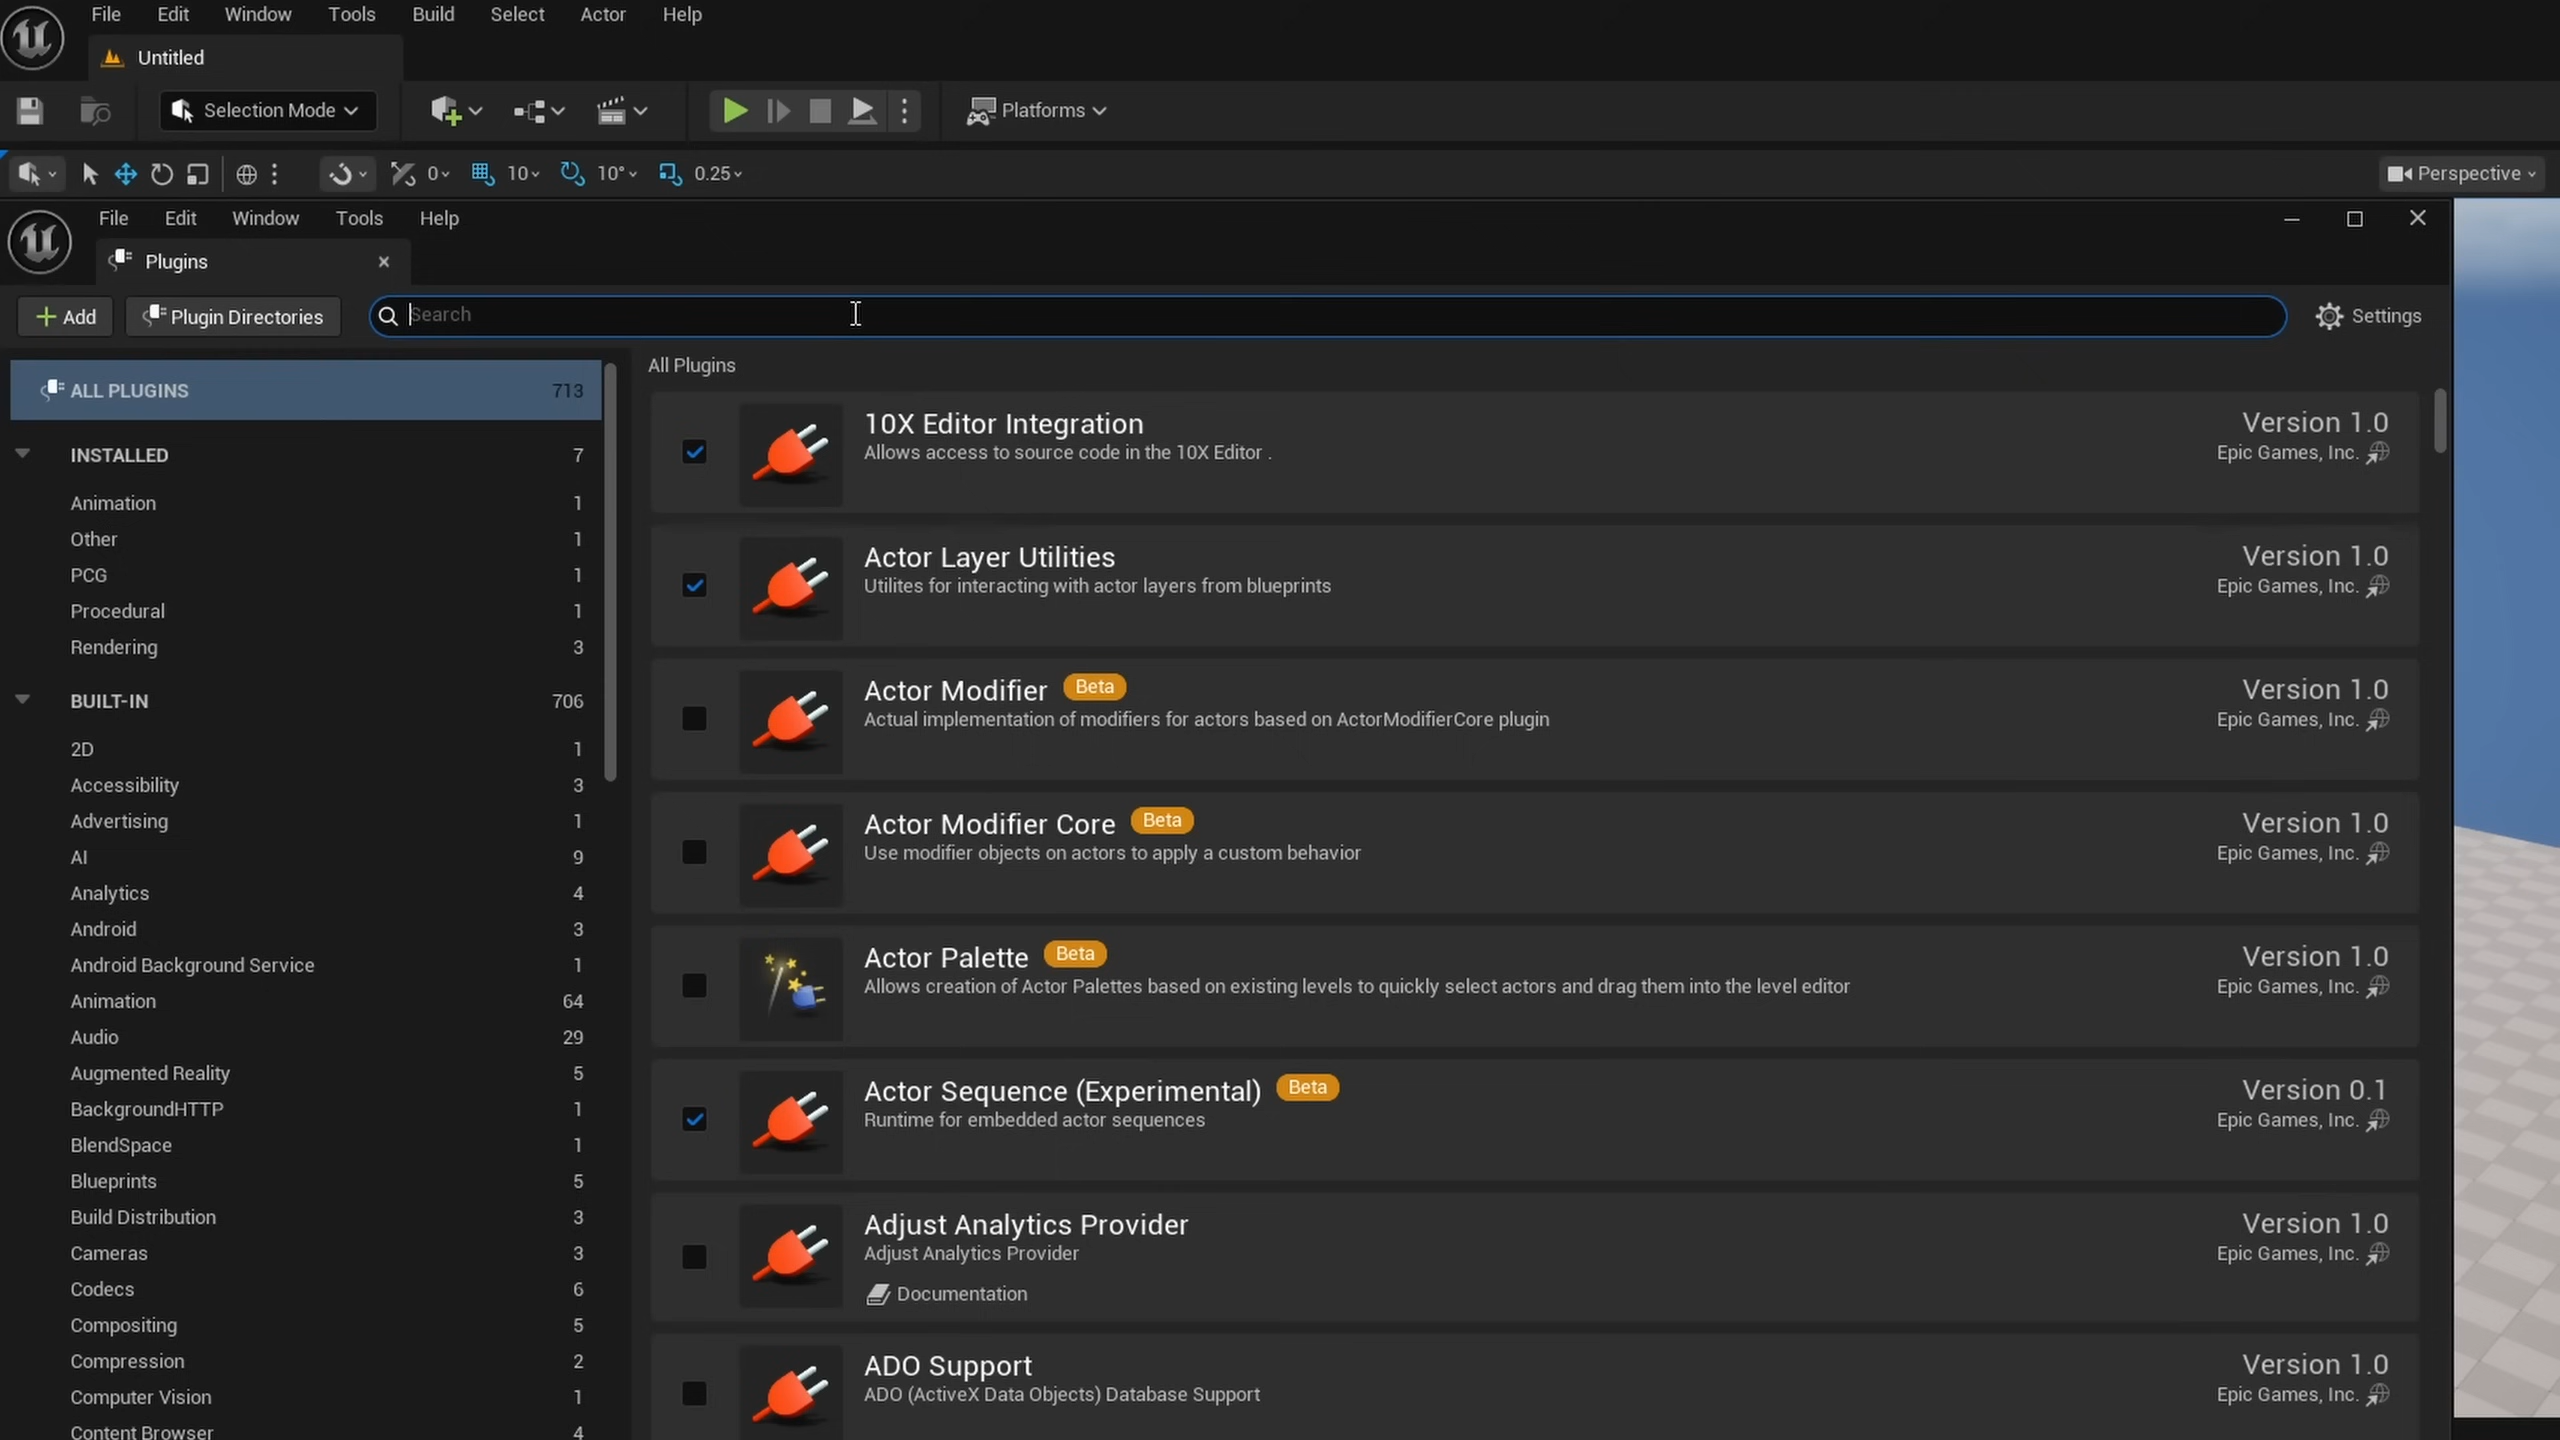 File Edit Window Tools Build Select Actor Help
Untitled
Selection Mode
Platforms
0 10 10° 0.25 Perspective
File Edit Window Tools Help
Plugins
Add Plugin Directories Search Settings
ALL PLUGINS 713
INSTALLED 7
Animation 1
Other 1
PCG 1
Procedural 1
Rendering 3
BUILT-IN 706
2D 1
Accessibility 3
Advertising 1
AI 9
Analytics 4
Android 3
Android Background Service 1
Animation 64
Audio 29
Augmented Reality 5
BackgroundHTTP 1
BlendSpace 1
Blueprints 5
Build Distribution 3
Cameras 3
Codecs 6
Compositing 5
Compression 2
Computer Vision 1
Content Browser 4
All Plugins
10X Editor Integration Version 1.0
Allows access to source code in the 10X Editor . Epic Games, Inc.
Actor Layer Utilities Version 1.0
Utilites for interacting with actor layers from blueprints Epic Games, Inc.
Actor Modifier Beta Version 1.0
Actual implementation of modifiers for actors based on ActorModifierCore plugin Epic Games, Inc.
Actor Modifier Core Beta Version 1.0
Use modifier objects on actors to apply a custom behavior Epic Games, Inc.
Actor Palette Beta Version 1.0
Allows creation of Actor Palettes based on existing levels to quickly select actors and drag them into the level editor Epic Games, Inc.
Actor Sequence (Experimental) Beta Version 0.1
Runtime for embedded actor sequences Epic Games, Inc.
Adjust Analytics Provider Version 1.0
Adjust Analytics Provider Epic Games, Inc.
Documentation
ADO Support Version 1.0
ADO (ActiveX Data Objects) Database Support Epic Games, Inc.